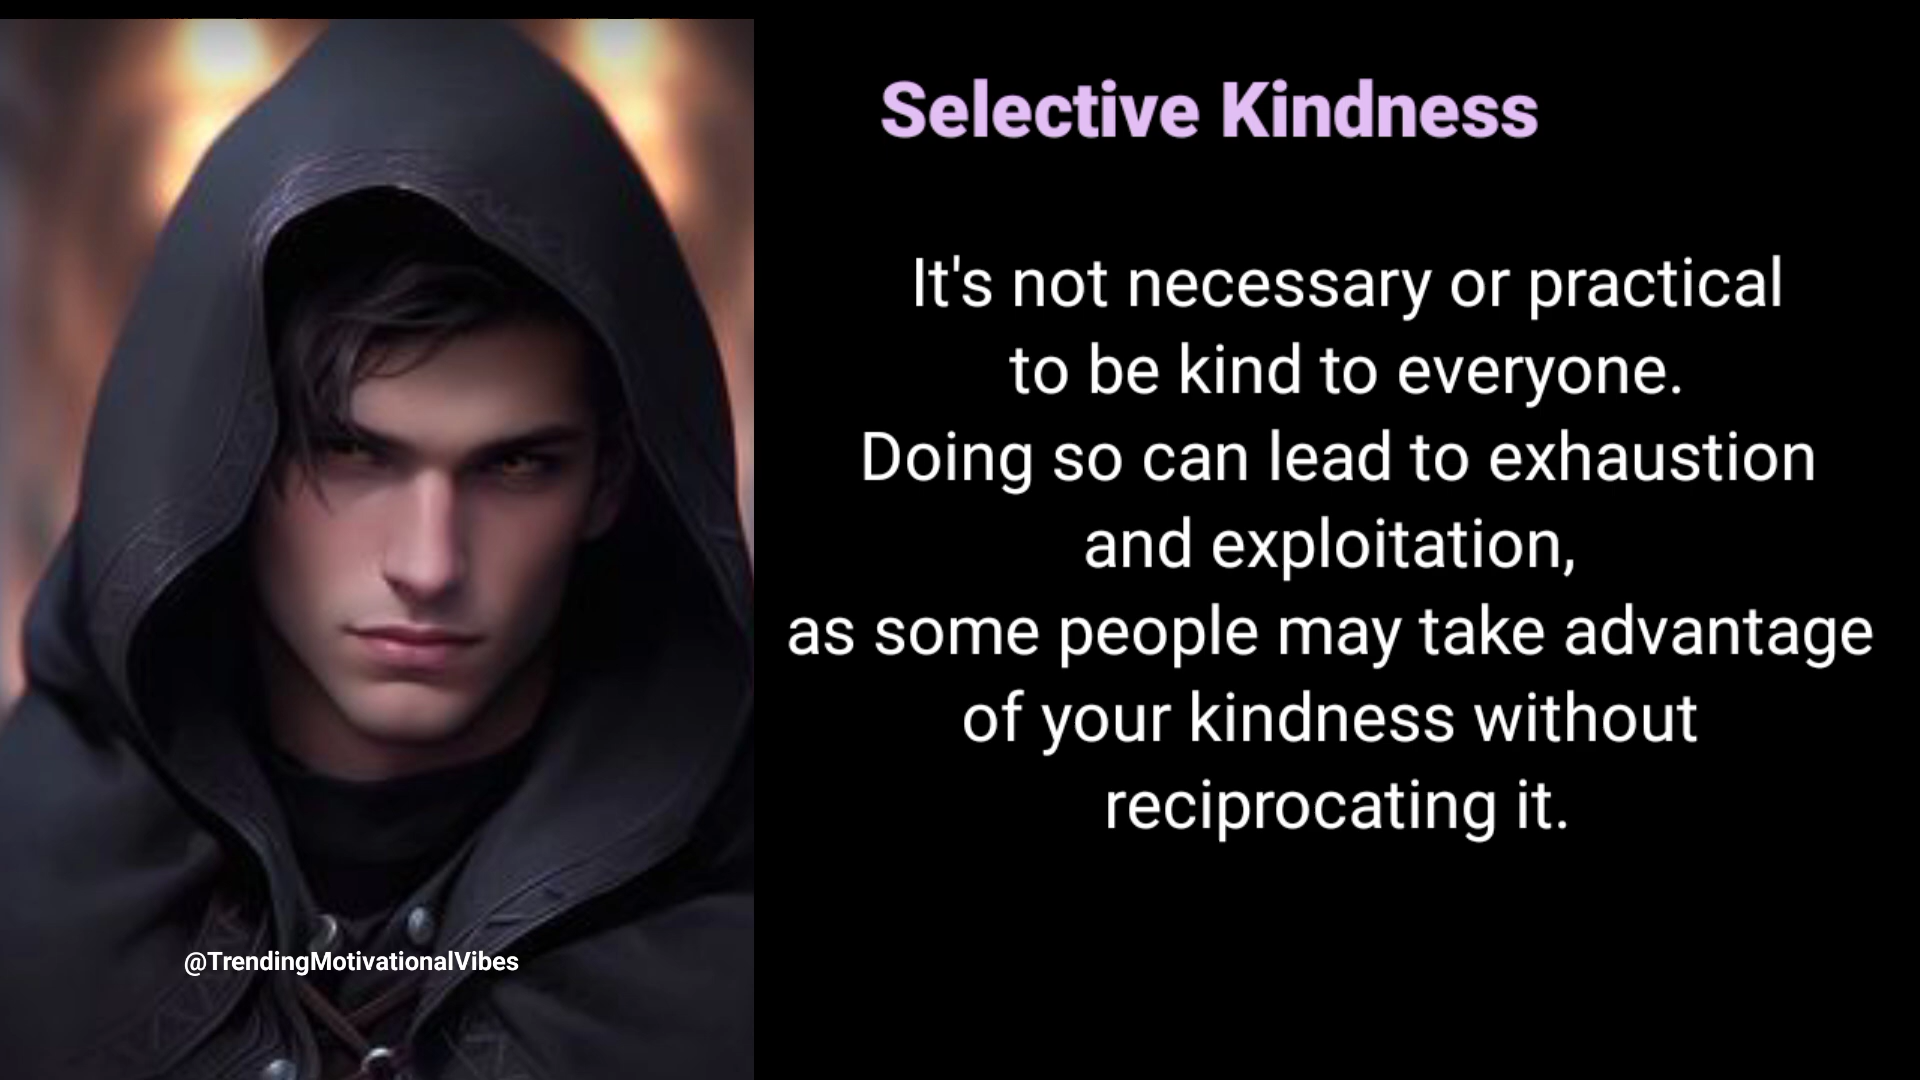 Selective Kindness
It's not necessary or practical
to be kind to everyone.
Doing so can lead to exhaustion
and exploitation,
as some people may take advantage
of your kindness without
reciprocating it.
@TrendingMotivationalVibes